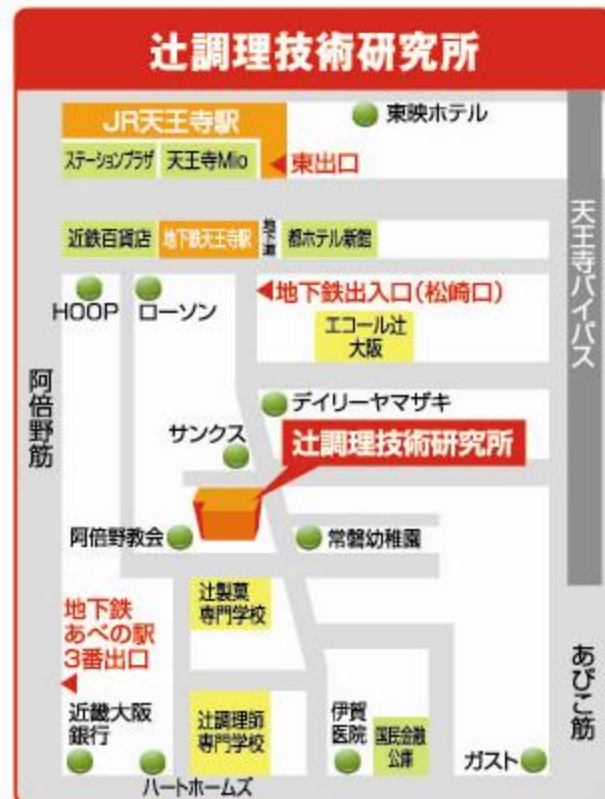 辻調理技術研究所
JR天王寺駅
東映ホテル
ステーションプラザ
天王寺Mio
東出口
近鉄百貨店
地下鉄天王寺駅
地下道
都ホテル新館
天王寺バイパス
HOOP
ローソン
地下鉄出入口(松崎口)
エコール辻
大阪
阿倍野筋
デイリーヤマザキ
サンクス
辻調理技術研究所
阿倍野教会
常磐幼稚園
辻製菓
専門学校
地下鉄
あべの駅
3番出口
あびこ筋
近畿大阪
銀行
辻調理師
専門学校
伊賀
医院
国民金融
公庫
ガスト
ハートホームズ